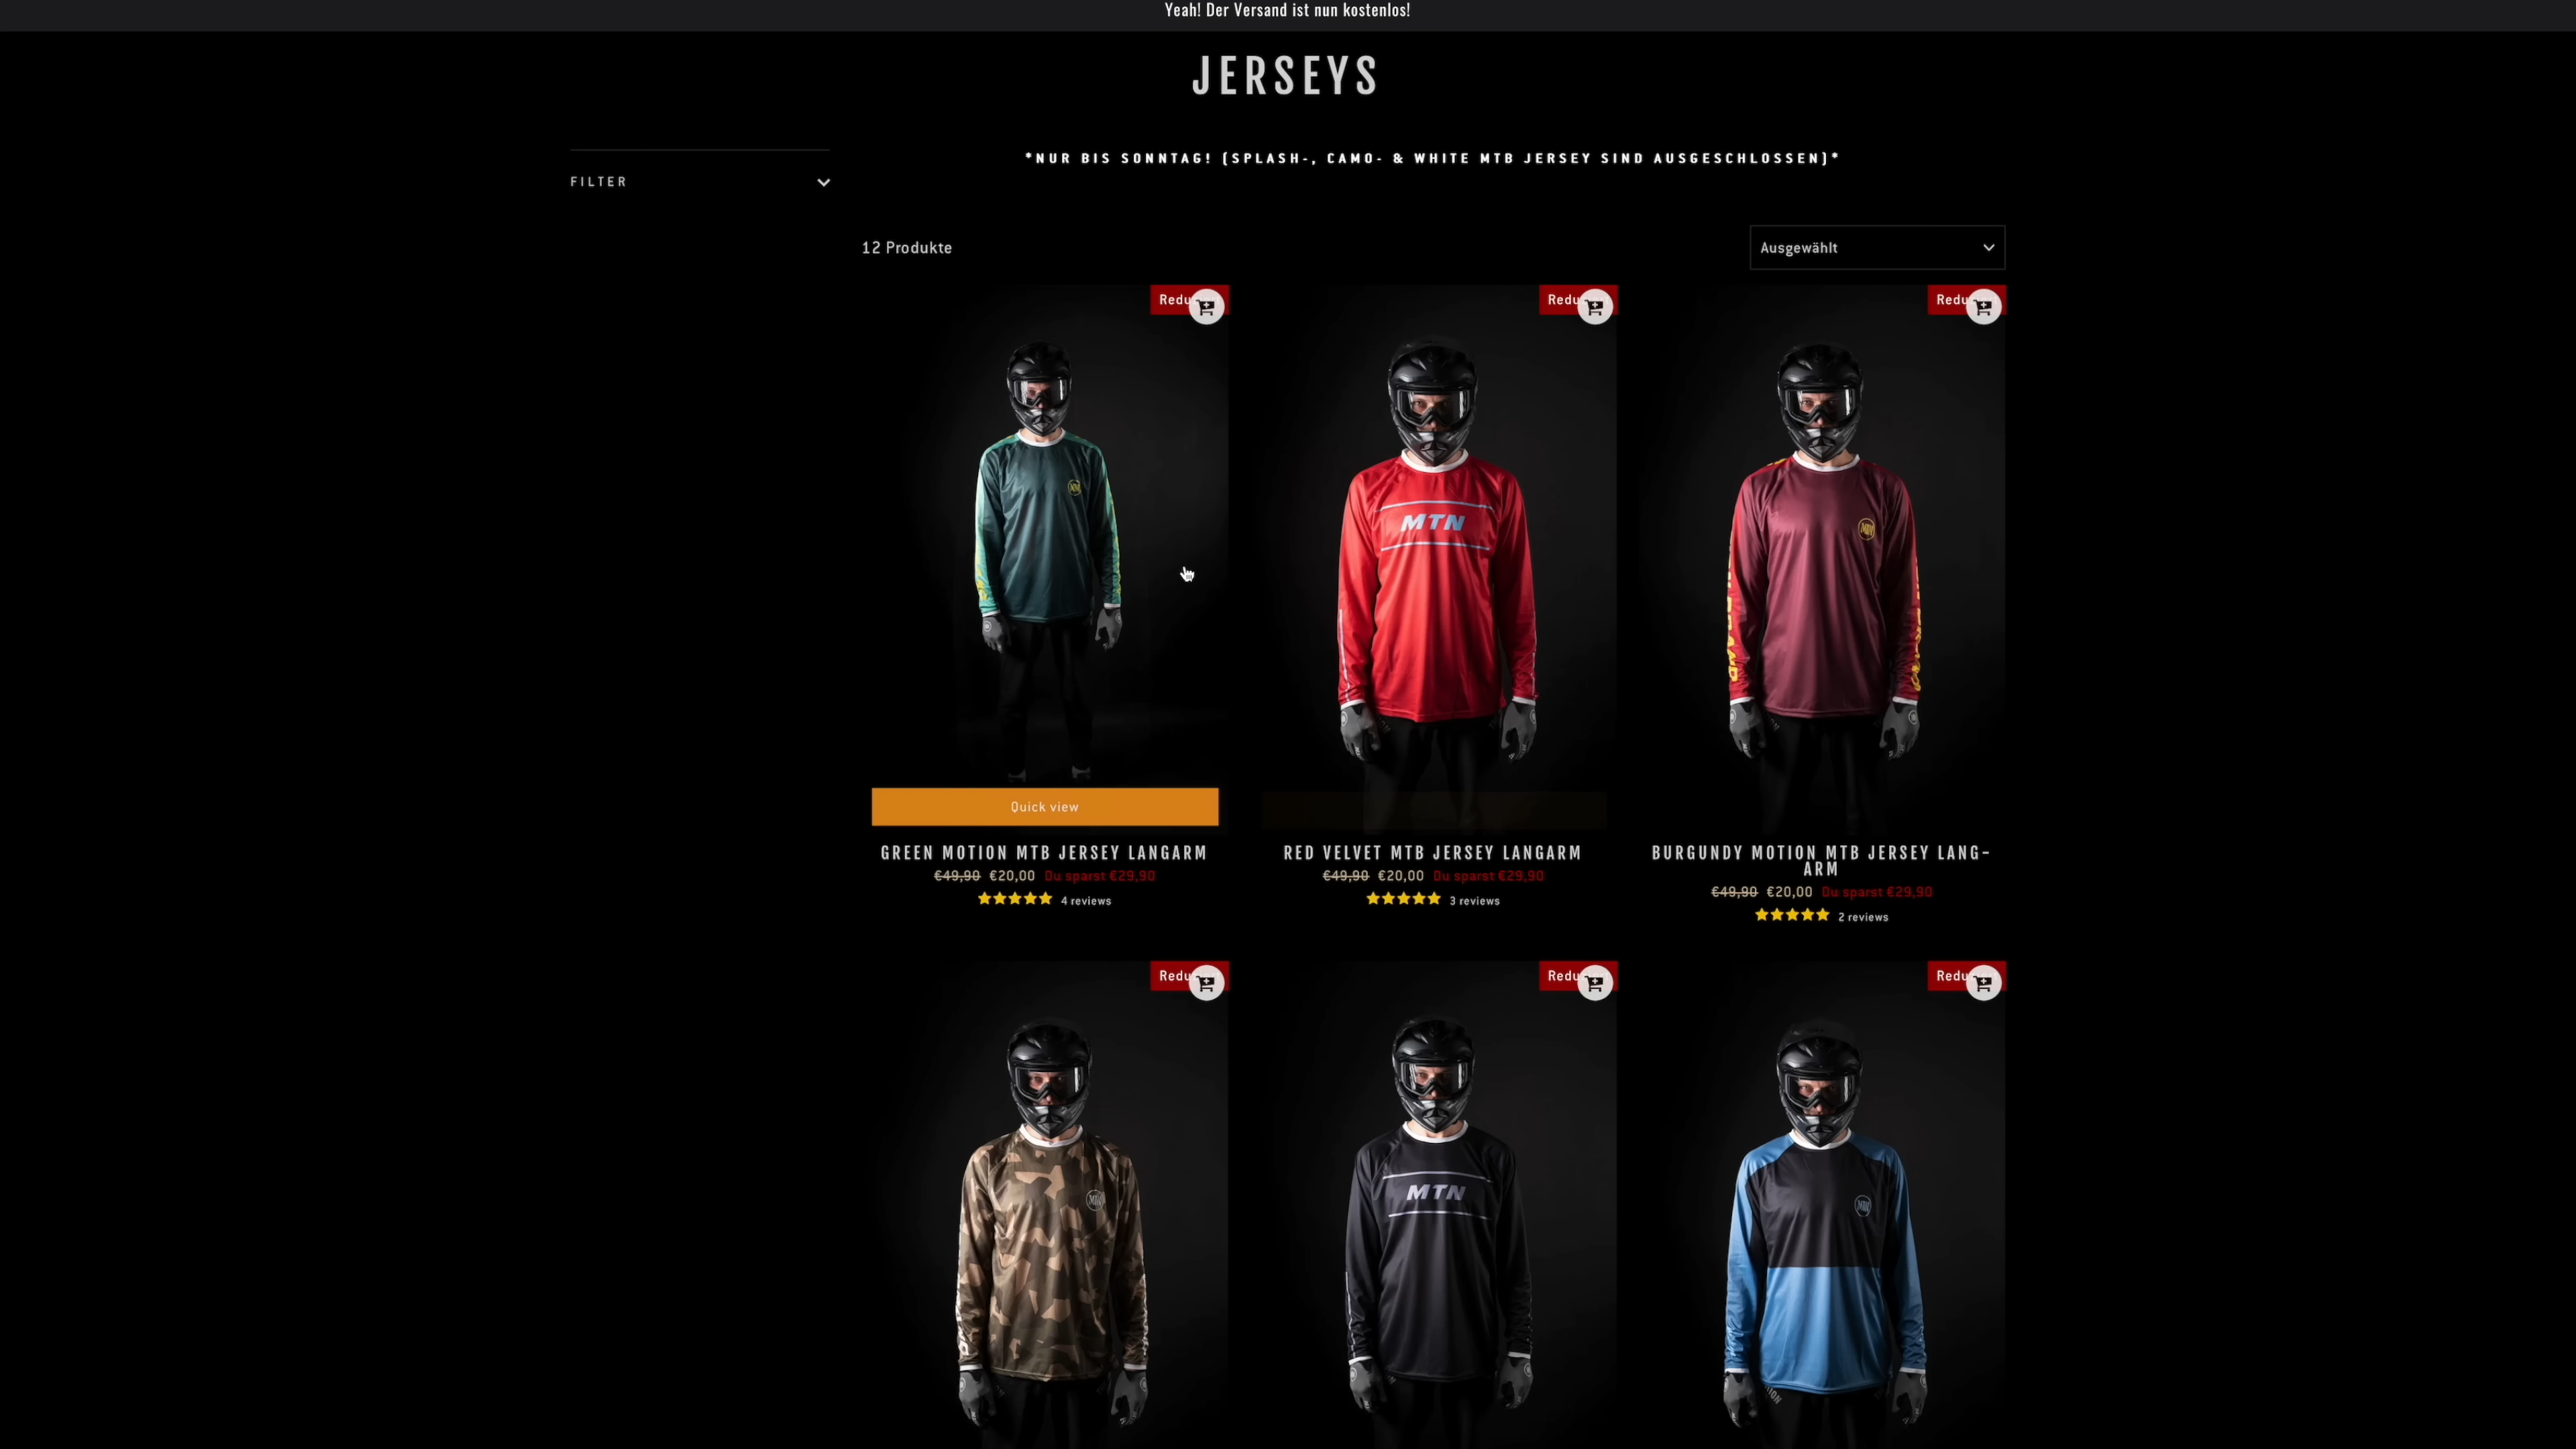 Yeah! Der Versand ist nun kostenlos!
JERSEYS
*NUR BIS SONNTAG! (SPLASH-, CAMO- & WHITE MTB JERSEY SIND AUSGESCHLOSSEN)*
FILTER
12 Produkte
Ausgewählt
Redu
Redu
Redu
MTN
Quick view
GREEN MOTION MTB JERSEY LANGARM
€49,90 €20,00 Du sparst €29,90
4 reviews
RED VELVET MTB JERSEY LANGARM
€49,90 €20,00 Du sparst €29,90
3 reviews
BURGUNDY MOTION MTB JERSEY LANG-
ARM
€49,90 €20,00 Du sparst €29,90
2 reviews
Redu
Redu
Redu
MTN